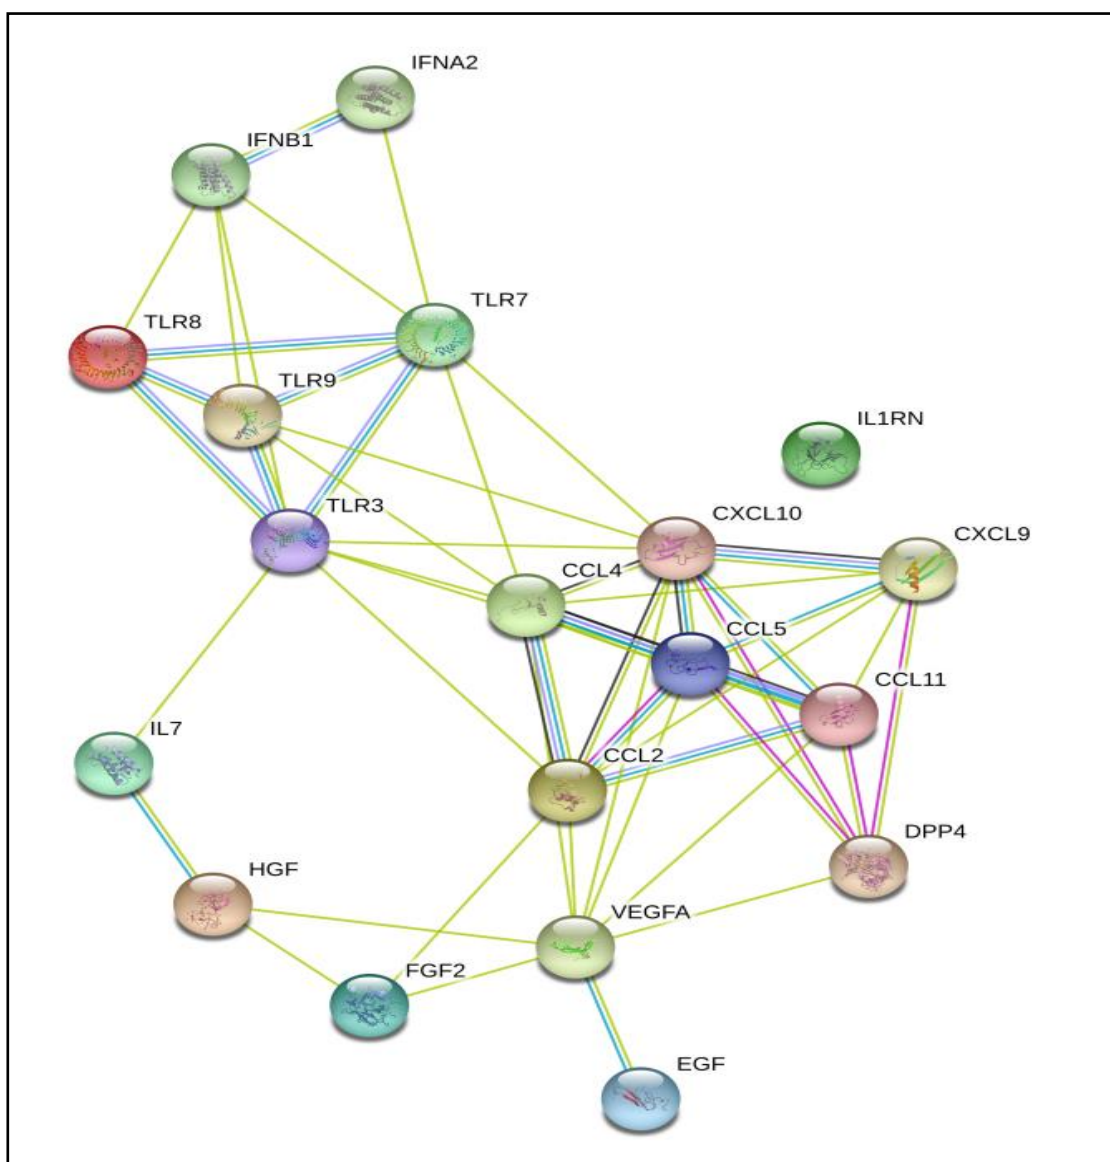 IFNA2
IFNB1
TLR7
TLR8
TLR9
IL1RN
TLR3
CXCL10
CXCL9
CCL4
CCL5
CCL11
IL7
CCL2
DPP4
HGF
VEGFA
FGF2
EGF